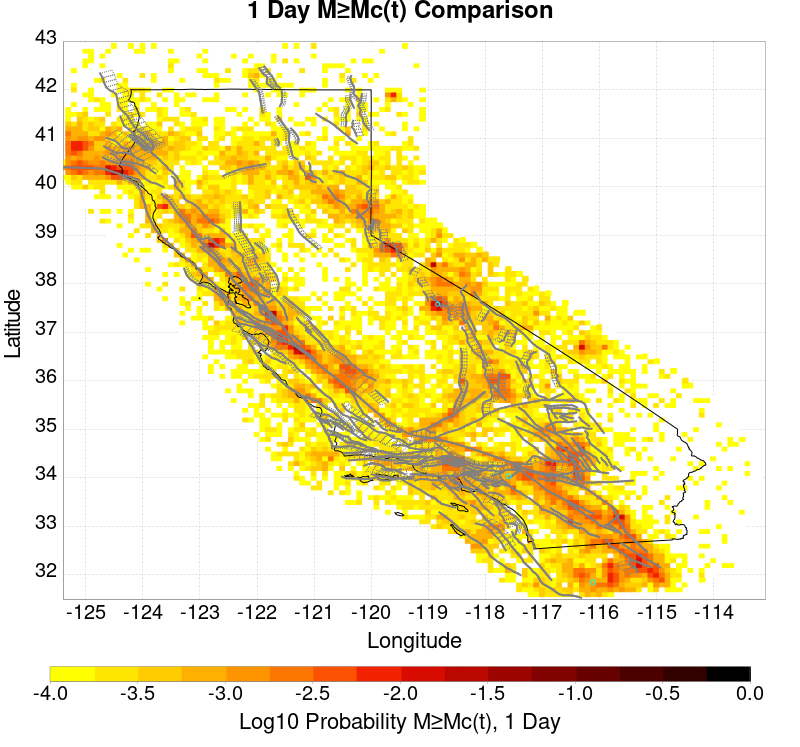 1 Day M≥Mc(t) Comparison
43
42
41
40
39
38
37
36
35
34
33
32
Latitude
-125 -124 -123 -122 -121 -120 -119 -118 -117 -116 -115 -114
Longitude
-4.0 -3.5 -3.0 -2.5 -2.0 -1.5 -1.0 -0.5 0.0
Log10 Probability M≥Mc(t), 1 Day